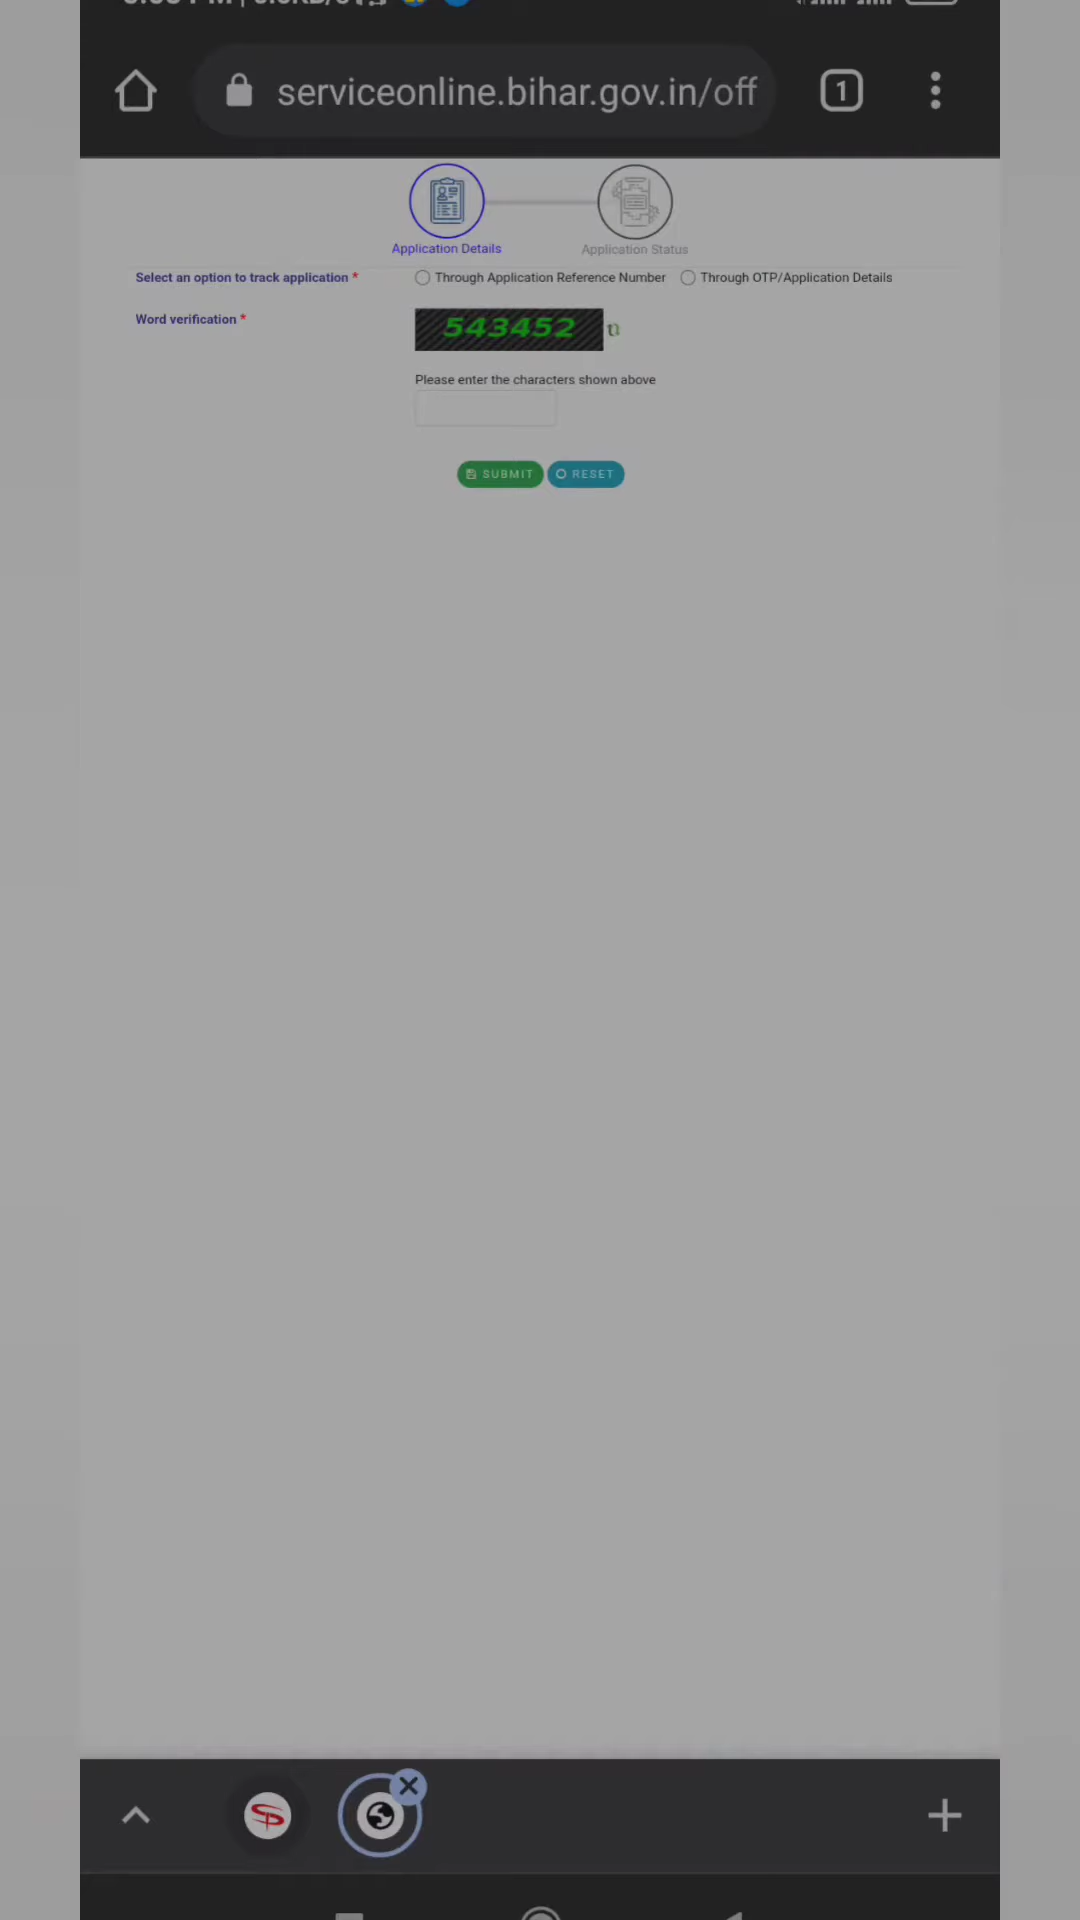 serviceonline.bihar.gov.in/off
1
Application Details
Application Status
Select an option to track application *
Through Application Reference Number
Through OTP/Application Details
Word verification *
543452
Please enter the characters shown above
SUBMIT
RESET